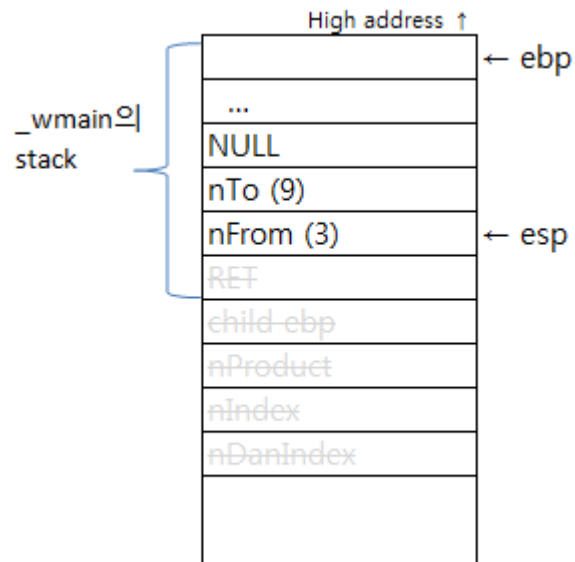 High address ↑
← ebp
_wmain의
stack
...
NULL
nTo (9)
nFrom (3)
← esp
RET
child ebp
nProduct
nIndex
nDanIndex